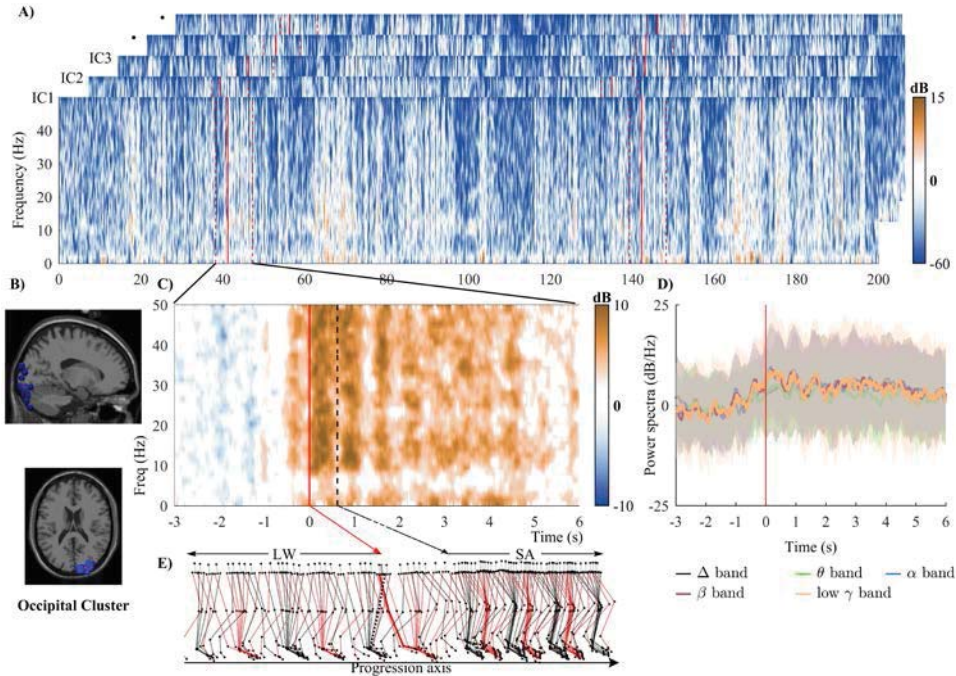 A)
IC3
IC2
IC1
Frequency (Hz)
40
30
20
10
0
0 20 40 60 80 100 120 140 160 180 200
dB
15
0
-60
B)
Occipital Cluster
C)
dB
Freq (Hz)
50
40
30
20
10
0
-3 -2 -1 0 1 2 3 4 5 6
Time (s)
10
0
-10
D)
Power spectra (dB/Hz)
25
0
-25
-3 -2 -1 0 1 2 3 4 5 6
Time (s)
Δ band θ band α band
β band low γ band
E)
LW SA
Progression axis